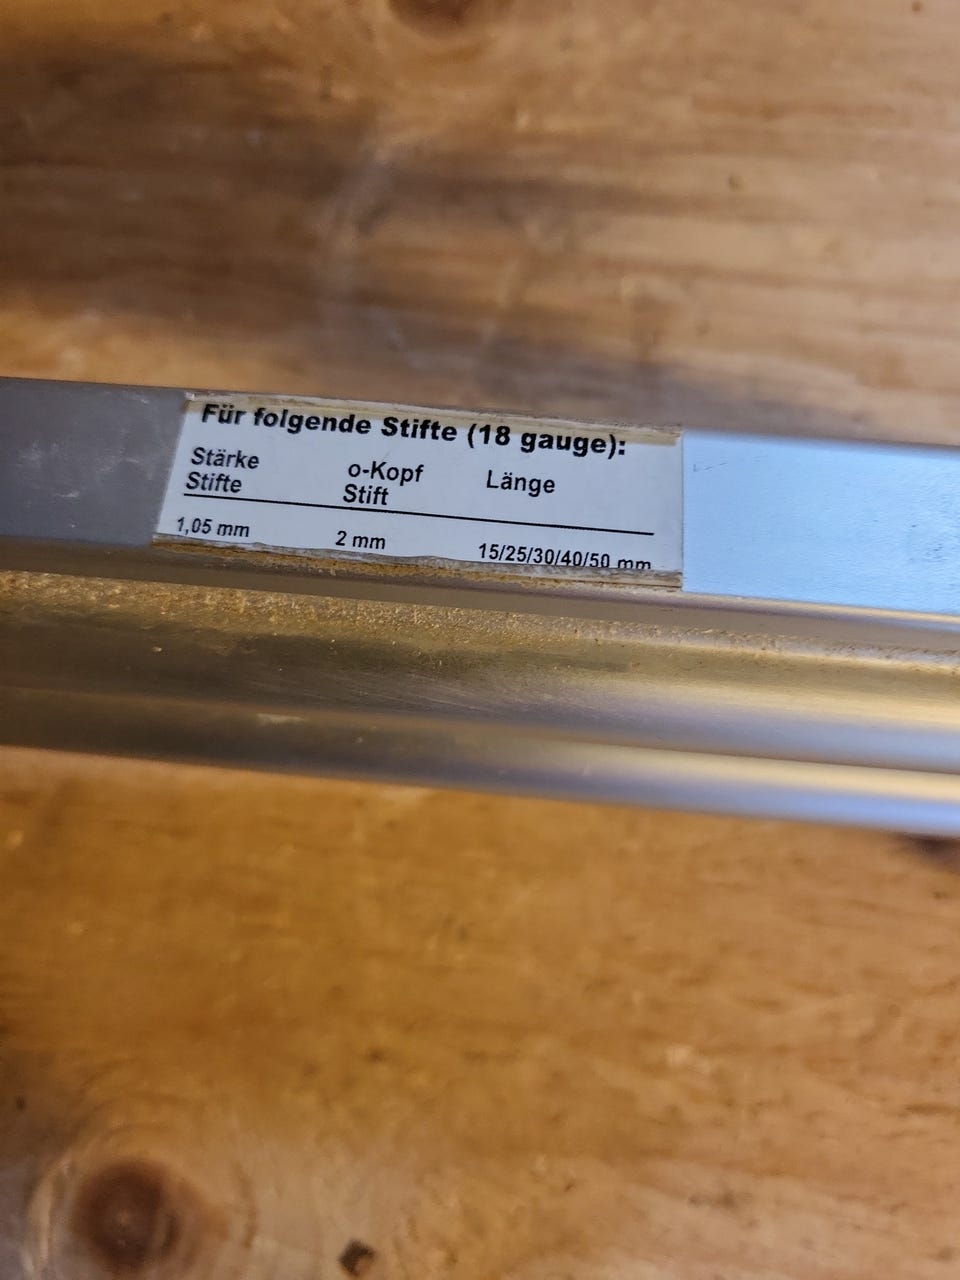 Für folgende Stifte (18 gauge):
Stärke Stifte
o-Kopf Stift
Länge
1,05 mm 2 mm 15/25/30/40/50 mm